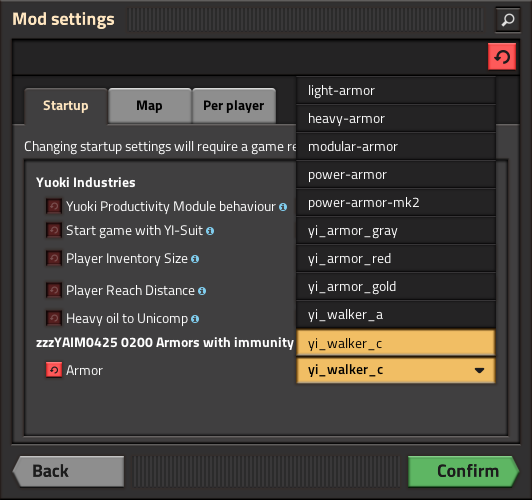 Mod settings
Startup
Map
Per player
Changing startup settings will require a game re
Yuoki Industries
Yuoki Productivity Module behaviour
Start game with YI-Suit
Player Inventory Size
Player Reach Distance
Heavy oil to Unicomp
zzzYAIM0425 0200 Armors with immunity
Armor
light-armor
heavy-armor
modular-armor
power-armor
power-armor-mk2
yi_armor_gray
yi_armor_red
yi_armor_gold
yi_walker_a
yi_walker_c
yi_walker_c
Back
Confirm